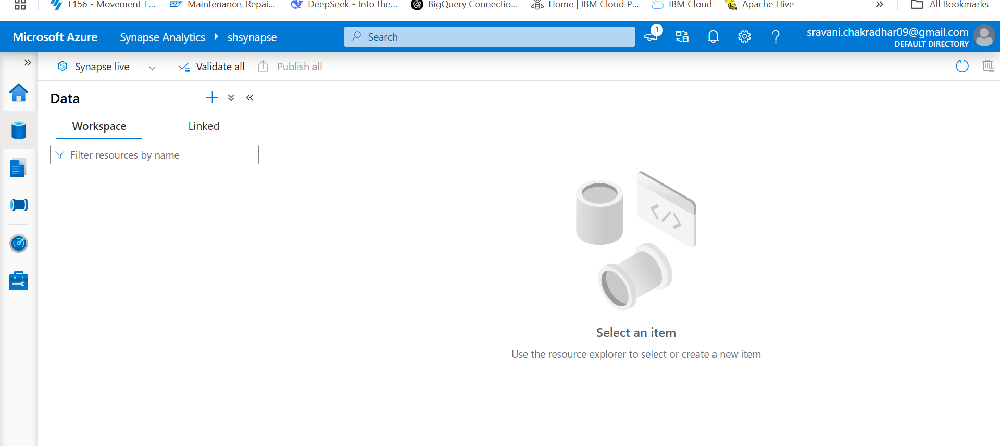 T156 - Movement T...
SAP Maintenance, Repai...
DeepSeek - Into the...
BigQuery Connectio...
Home | IBM Cloud P...
IBM Cloud
Apache Hive
All Bookmarks
Microsoft Azure
Synapse Analytics
shsynapse
Search
1
sravani.chakradhar09@gmail.com
DEFAULT DIRECTORY
Synapse live
Validate all
Publish all
Data
Workspace
Linked
Filter resources by name
</>
Select an item
Use the resource explorer to select or create a new item